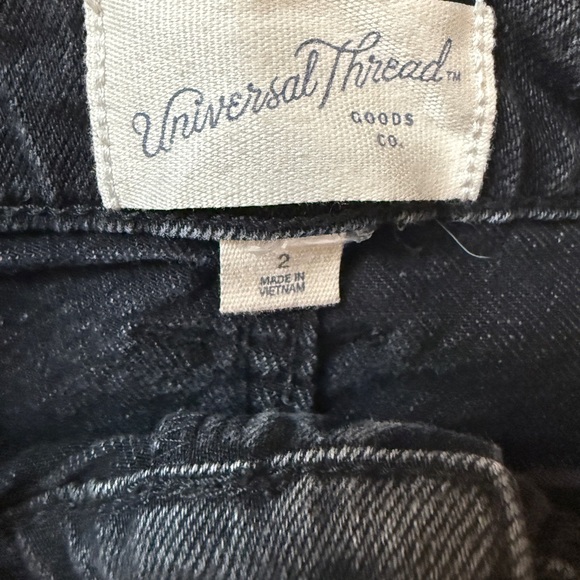 Universal Thread™
GOODS
CO.
2
MADE IN
VIETNAM